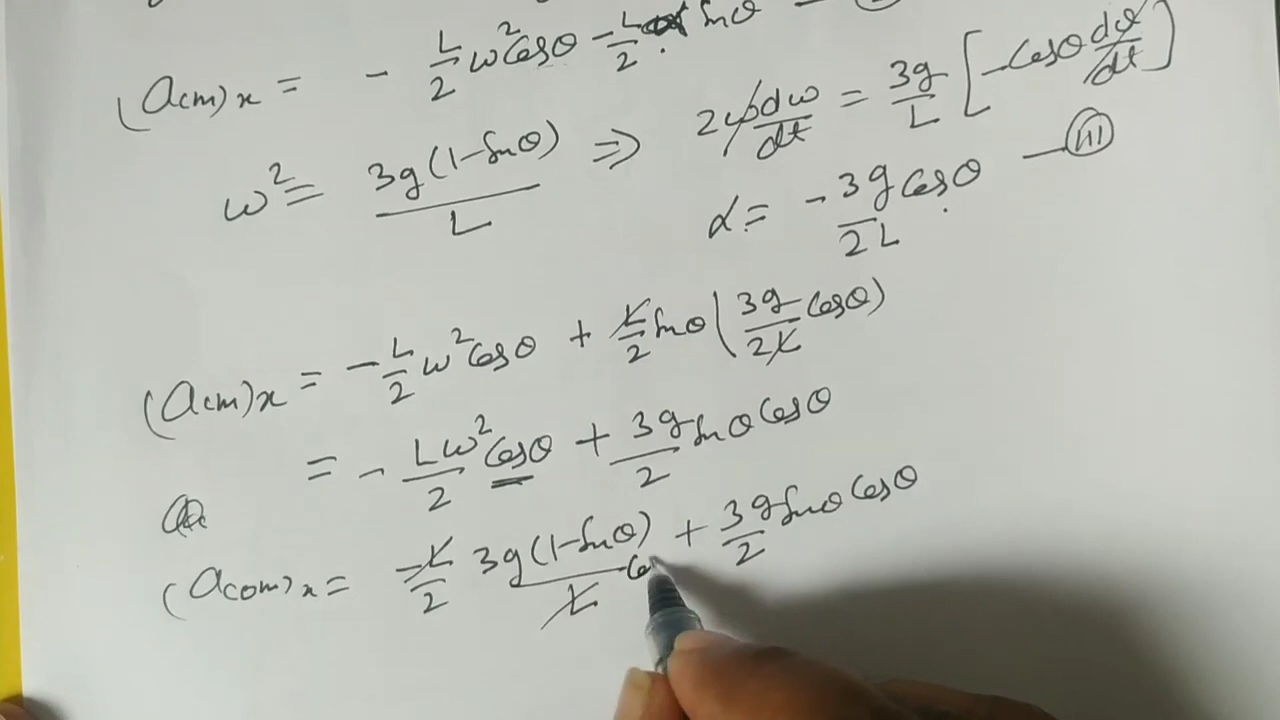 (acm)x = - L/2 ω² cosθ - L/2 sinθ -
ω² = 3g(1-sinθ)/L ⇒ 2ω dω/dt = 3g/L [-cosθ dθ/dt]
α = -3g cosθ/2L — (III)
(acm)x = -L/2 ω² cosθ + L/2 sinθ (3g/2L cosθ)
= - Lω²/2 cosθ + 3g/2 sinθ cosθ
(acom)x = -L/2 3g(1-sinθ)/L + 3g/2 sinθ cosθ